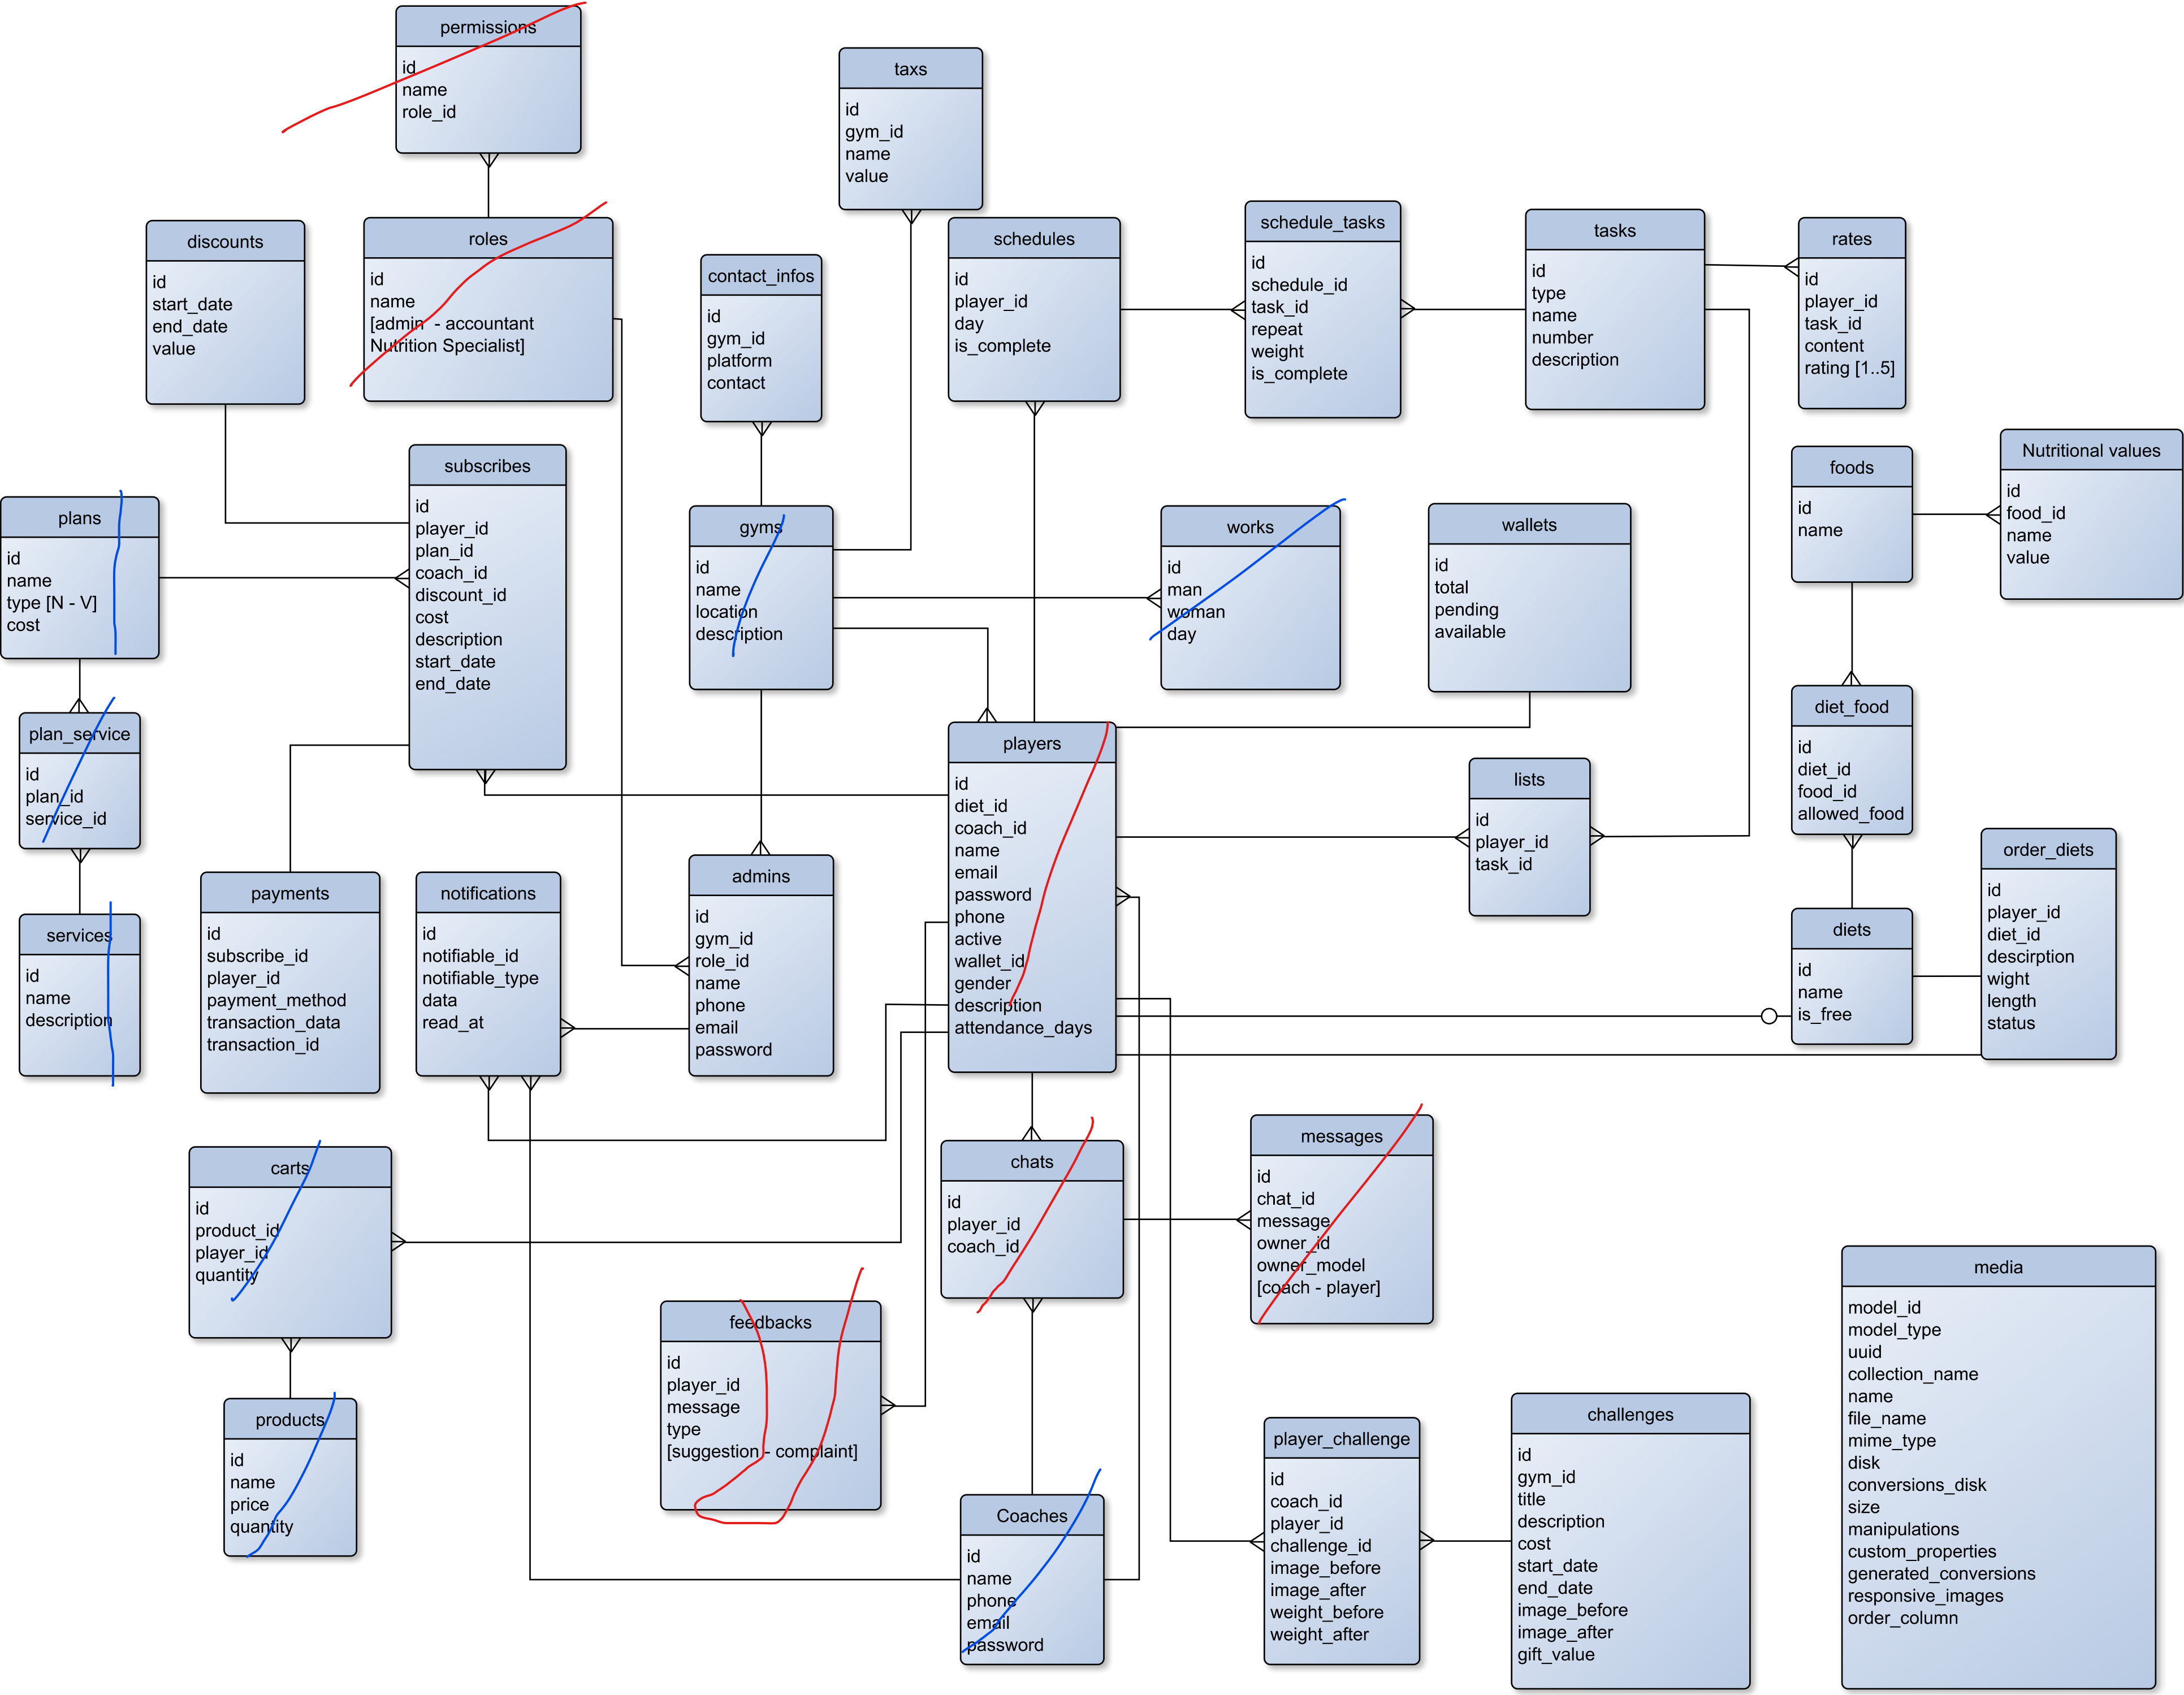 permissions
id
name
role_id
taxs
id
gym_id
name
value
discounts
id
start_date
end_date
value
roles
id
name
[admin - accountant
Nutrition Specialist]
contact_infos
id
gym_id
platform
contact
schedules
id
player_id
day
is_complete
schedule_tasks
id
schedule_id
task_id
repeat
weight
is_complete
tasks
id
type
name
number
description
rates
id
player_id
task_id
content
rating [1..5]
plans
id
name
type [N - V]
cost
subscribes
id
player_id
plan_id
coach_id
discount_id
cost
description
start_date
end_date
gyms
id
name
location
description
works
id
man
woman
day
wallets
id
total
pending
available
foods
id
name
Nutritional values
id
food_id
name
value
plan_service
id
plan_id
service_id
players
id
diet_id
coach_id
name
email
password
phone
active
wallet_id
gender
description
attendance_days
lists
id
player_id
task_id
diet_food
id
diet_id
food_id
allowed_food
services
id
name
description
payments
id
subscribe_id
player_id
payment_method
transaction_data
transaction_id
notifications
id
notifiable_id
notifiable_type
data
read_at
admins
id
gym_id
role_id
name
phone
email
password
diets
id
name
is_free
order_diets
id
player_id
diet_id
descirption
wight
length
status
carts
id
product_id
player_id
quantity
chats
id
player_id
coach_id
messages
id
chat_id
message
owner_id
owner_model
[coach - player]
products
id
name
price
quantity
feedbacks
id
player_id
message
type
[suggestion - complaint]
Coaches
id
name
phone
email
password
player_challenge
id
coach_id
player_id
challenge_id
image_before
image_after
weight_before
weight_after
challenges
id
gym_id
title
description
cost
start_date
end_date
image_before
image_after
gift_value
media
model_id
model_type
uuid
collection_name
name
file_name
mime_type
disk
conversions_disk
size
manipulations
custom_properties
generated_conversions
responsive_images
order_column